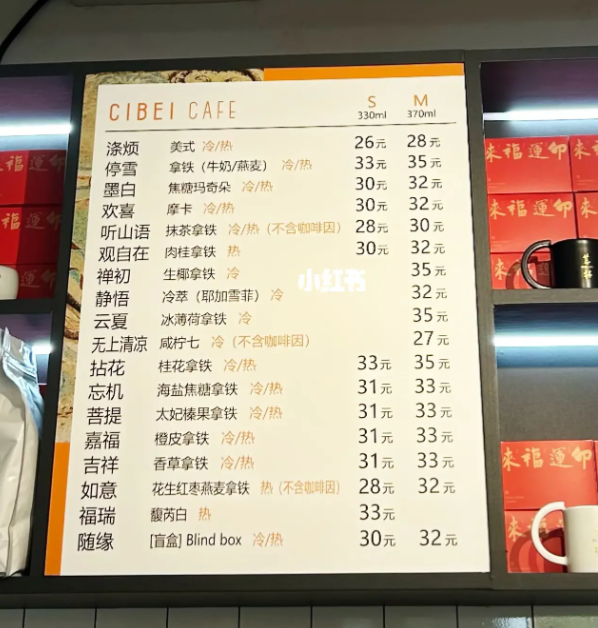 CIBEI CAFE
S M
330ml 370ml
涤烦 美式 冷/热 26元 28元
停雪 拿铁（牛奶/燕麦） 冷/热 33元 35元
墨白 焦糖玛奇朵 冷/热 30元 32元
欢喜 摩卡 冷/热 30元 32元
听山语 抹茶拿铁 冷/热（不含咖啡因） 28元 30元
观自在 肉桂拿铁 热 30元 32元
禅初 生椰拿铁 冷 35元
静悟 冷萃（耶加雪菲） 冷 32元
云夏 冰薄荷拿铁 冷 35元
无上清凉 咸柠七 冷（不含咖啡因） 27元
拈花 桂花拿铁 冷/热 33元 35元
忘机 海盐焦糖拿铁 冷/热 31元 33元
菩提 太妃榛果拿铁 冷/热 31元 33元
嘉福 橙皮拿铁 冷/热 31元 33元
吉祥 香草拿铁 冷/热 31元 33元
如意 花生红枣燕麦拿铁 热（不含咖啡因） 28元 32元
福瑞 馥芮白 热 33元
随缘 [盲盒] Blind box 冷/热 30元 32元
小红书
来福運卯
来福運卯
来福運卯